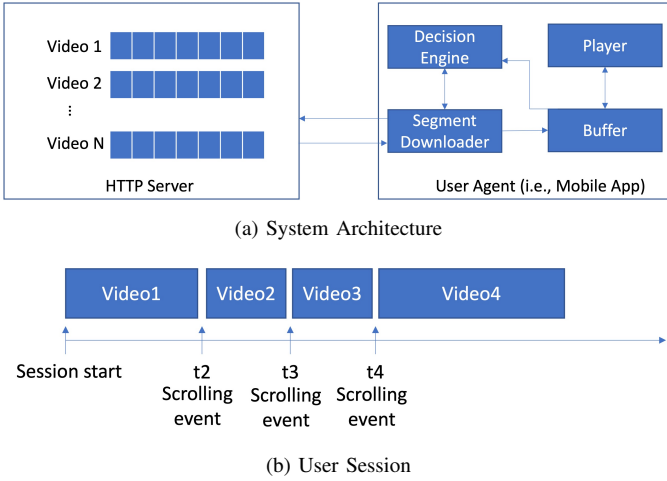 Video 1
Video 2
...
Video N
HTTP Server
Decision
Engine
Player
Segment
Downloader
Buffer
User Agent (i.e., Mobile App)
(a) System Architecture
Video1
Video2
Video3
Video4
Session start
t2
Scrolling
event
t3
Scrolling
event
t4
Scrolling
event
(b) User Session